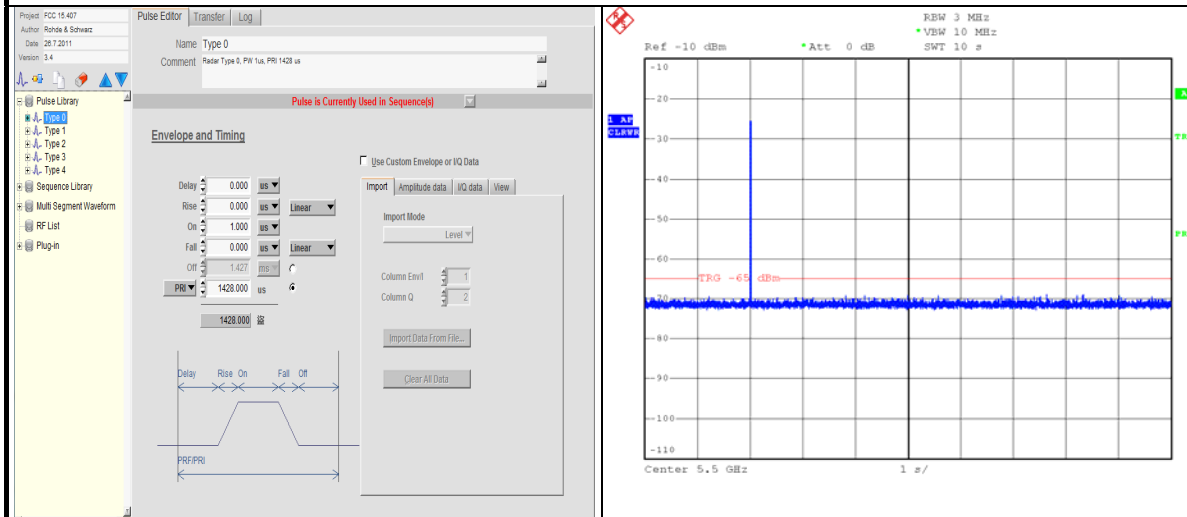 Project FCC 15.407
Author Rohde & Schwarz
Date 26.7.2011
Version 3.4
Pulse Library
Type 0
Type 1
Type 2
Type 3
Type 4
Sequence Library
Multi Segment Waveform
RF List
Plug-in
Pulse Editor Transfer Log
Name Type 0
Comment Radar Type 0, PW 1us, PRI 1428 us
Pulse is Currently Used in Sequence(s)
Envelope and Timing
Use Custom Envelope or I/Q Data
Delay 0.000 us
Rise 0.000 us Linear
On 1.000 us
Fall 0.000 us Linear
Off 1.427 ms
PRI 1428.000 us
1428.000
Import Amplitude data I/Q data View
Import Mode
Level
Column Env/I 1
Column Q 2
Import Data From File...
Clear All Data
Delay Rise On Fall Off
PRF/PRI
RBW 3 MHz
*VBW 10 MHz
Ref -10 dBm *Att 0 dB SWT 10 s
-10
-20
-30
-40
-50
-60
TRG -65 dBm
-70
-80
-90
-100
-110
1 AP
CLRWR
A
TR
PR
Center 5.5 GHz 1 s/